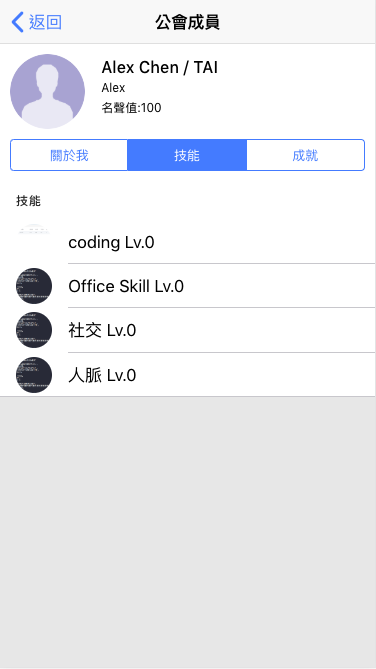 返回
公會成員
Alex Chen / TAI
Alex
名聲值:100
關於我
技能
成就
技能
coding Lv.0
Office Skill Lv.0
社交 Lv.0
人脈 Lv.0